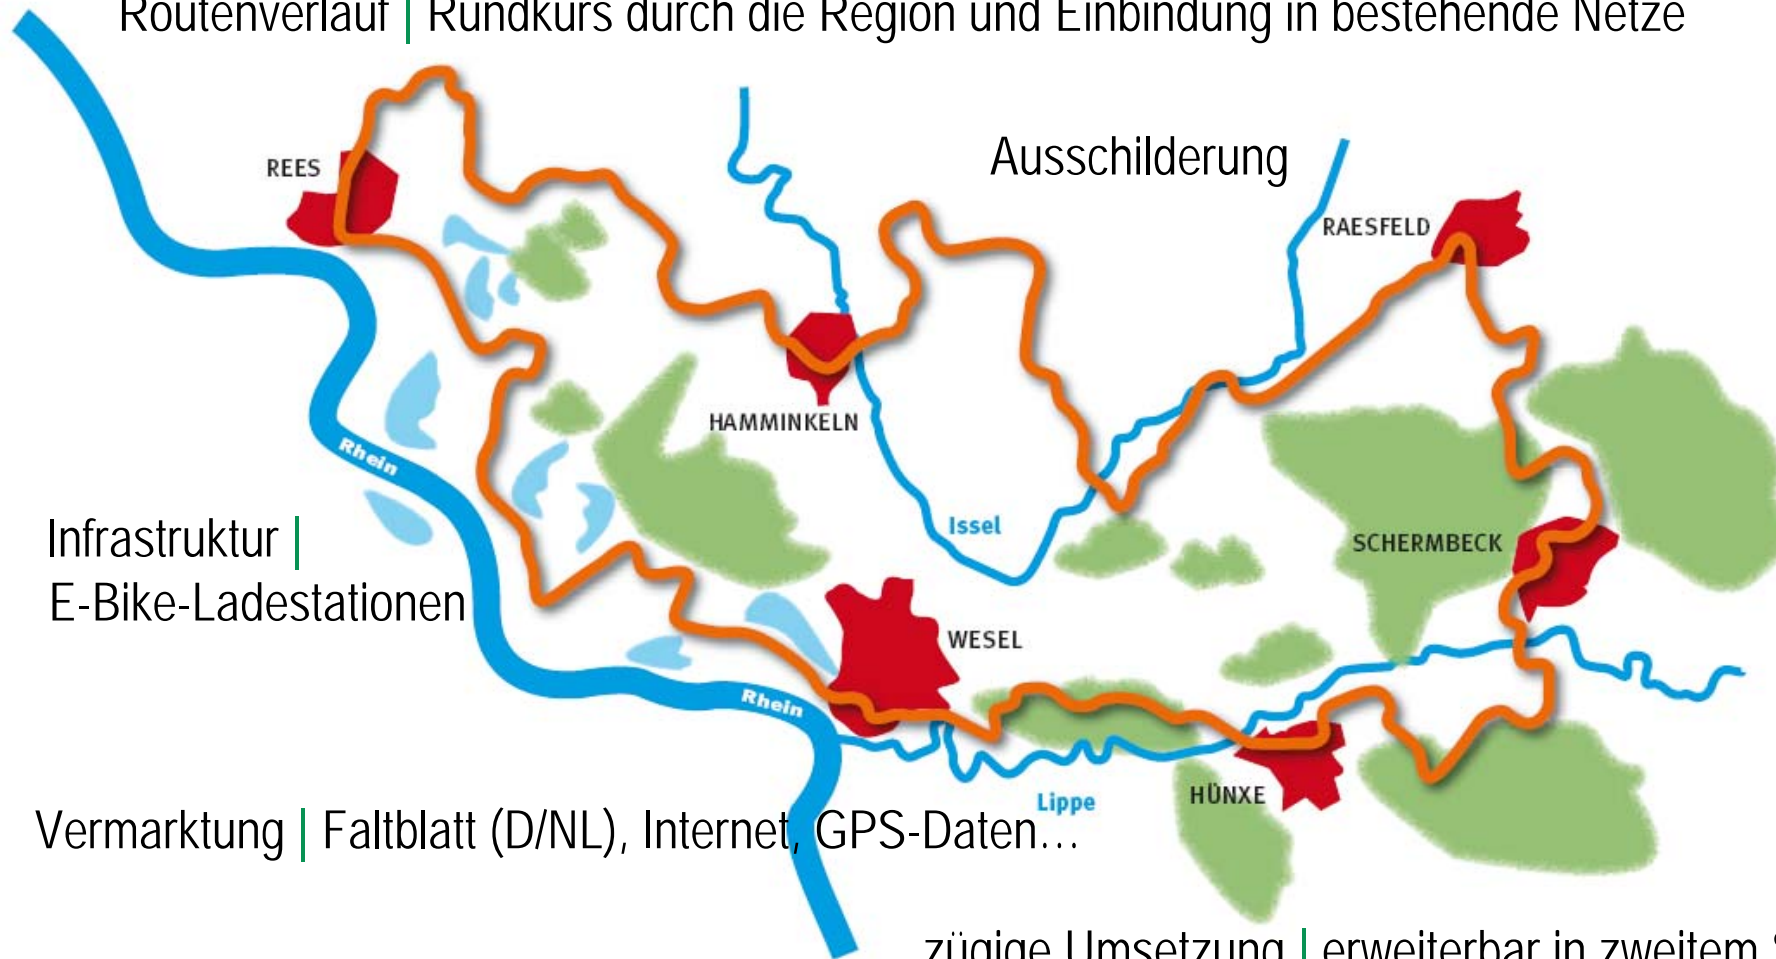 Routenverlauf | Rundkurs durch die Region und Einbindung in bestehende Netze
Ausschilderung
REES
RAESFELD
HAMMINKELN
Rhein
Issel
Infrastruktur |
E-Bike-Ladestationen
SCHERMBECK
WESEL
Rhein
Lippe
HÜNXE
Vermarktung | Faltblatt (D/NL), Internet, GPS-Daten…
zügige Umsetzung | erweiterbar in zweitem